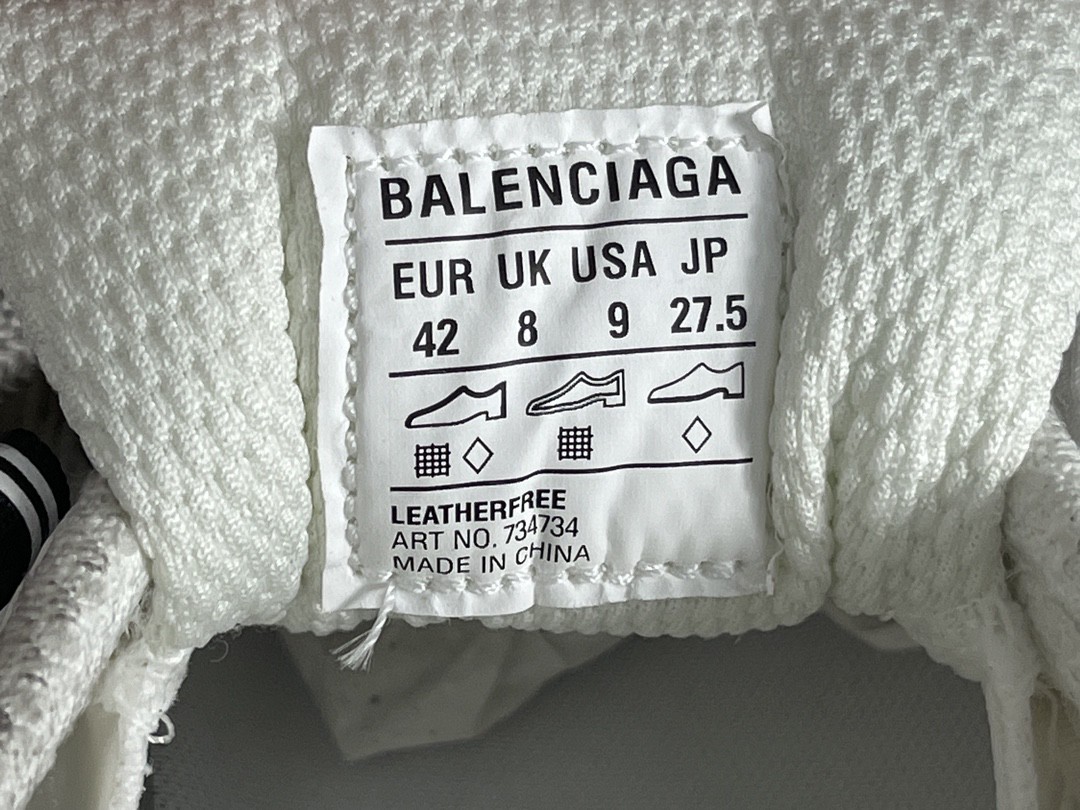 BALENCIAGA
EUR UK USA JP
42 8 9 27.5
LEATHERFREE
ART NO. 734734
MADE IN CHINA